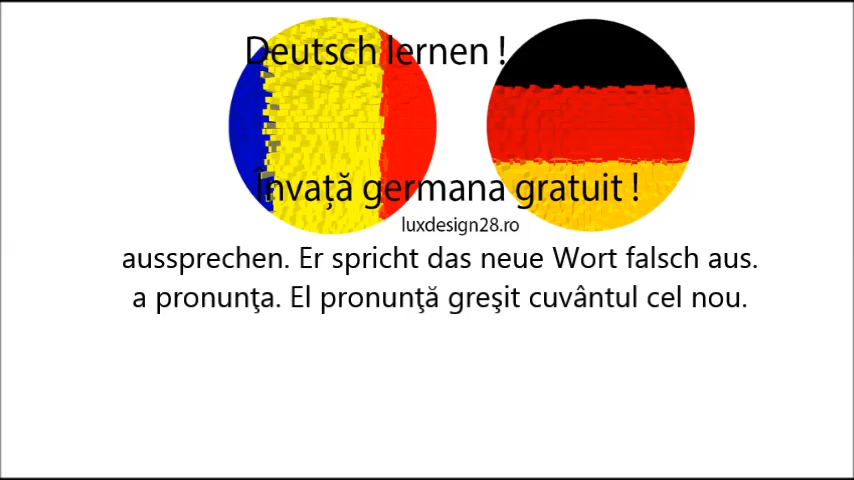 Deutsch lernen !
Învață germana gratuit !
luxdesign28.ro
aussprechen. Er spricht das neue Wort falsch aus.
a pronunţa. El pronunţă greşit cuvântul cel nou.